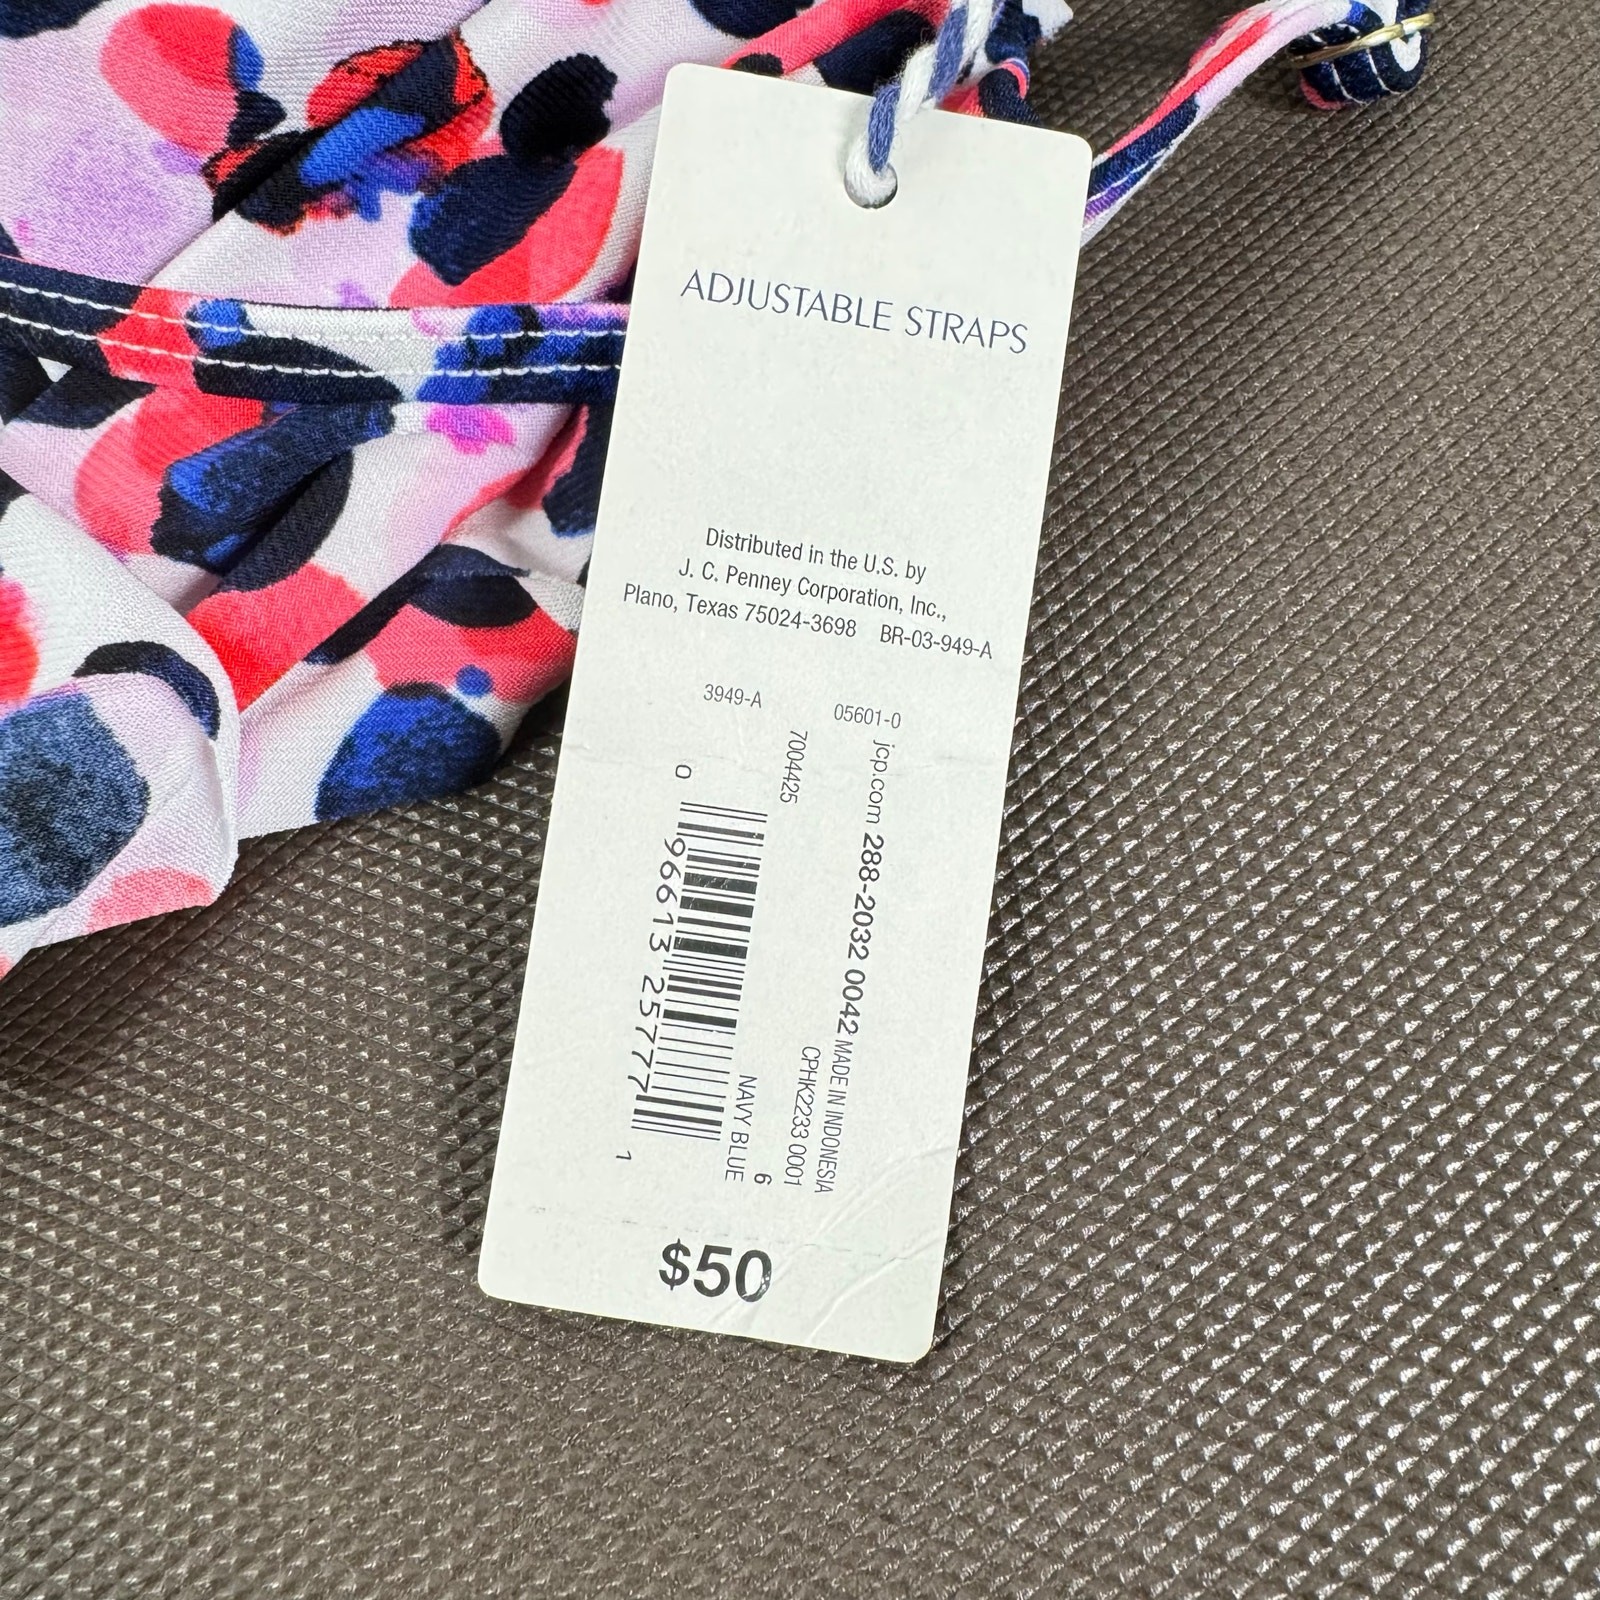 ADJUSTABLE STRAPS
Distributed in the U.S. by
J. C. Penney Corporation, Inc.,
Plano, Texas 75024-3698 BR-03-949-A
3949-A 05601-0
jcp.com 288-2032 0042 MADE IN INDONESIA
7004425 CPHK2233 0001
6
NAVY BLUE
0 96613 25777 1
$50